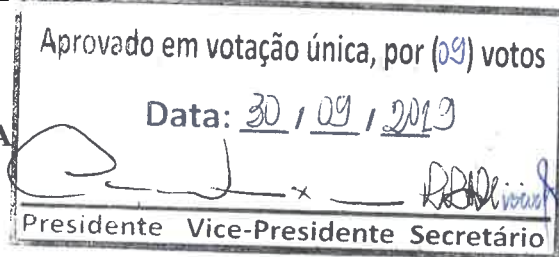 Aprovado em votação única, por (09) votos
Data: 30 / 09 / 2019
A
x
Presidente Vice-Presidente Secretário